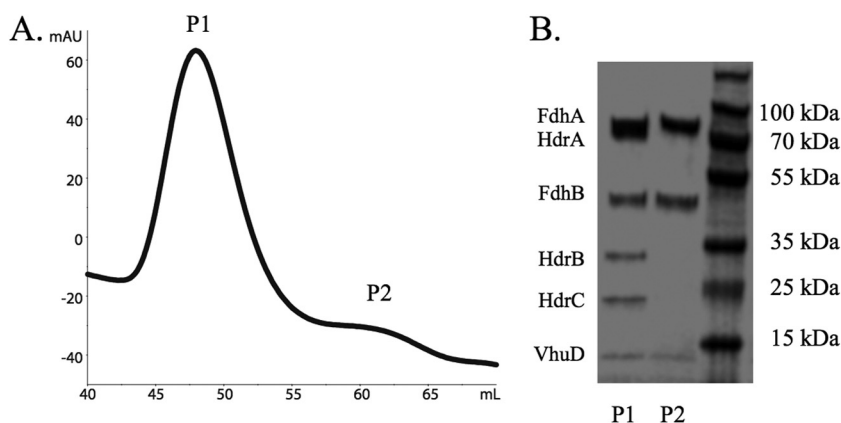 A.
mAU
P1
60
40
20
0
-20
-40
P2
40
45
50
55
60
65
mL
B.
FdhA
HdrA
FdhB
HdrB
HdrC
VhuD
100 kDa
70 kDa
55 kDa
35 kDa
25 kDa
15 kDa
P1 P2